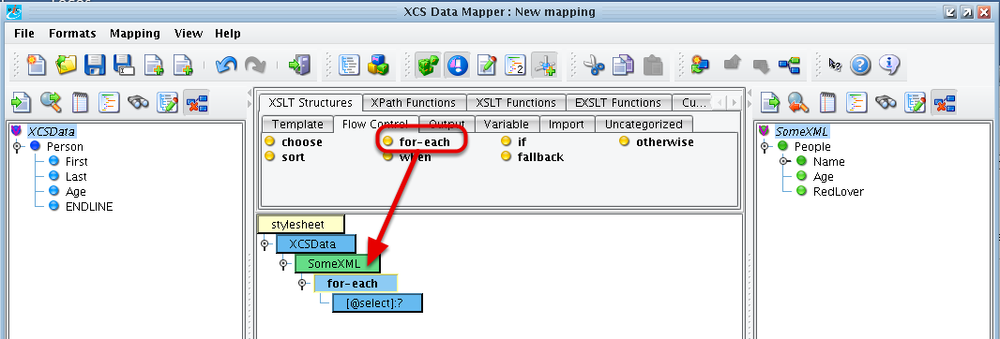 XCS Data Mapper : New mapping
File Formats Mapping View Help
XSLT Structures XPath Functions XSLT Functions EXSLT Functions Cu...
Template Flow Control Output Variable Import Uncategorized
choose for-each if otherwise
sort when fallback
XCSData
Person
First
Last
Age
ENDLINE
stylesheet
XCSData
SomeXML
for-each
[@select]:?
SomeXML
People
Name
Age
RedLover